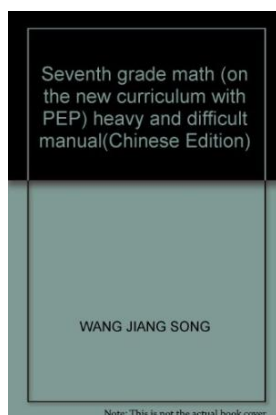 Seventh grade math (on
the new curriculum with
PEP) heavy and difficult
manual(Chinese Edition)
WANG JIANG SONG
Note: This is not the actual book cover